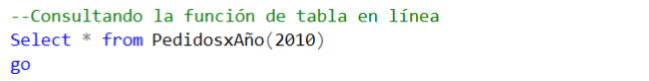 --Consultando la función de tabla en línea
Select * from PedidosxAño(2010)
go